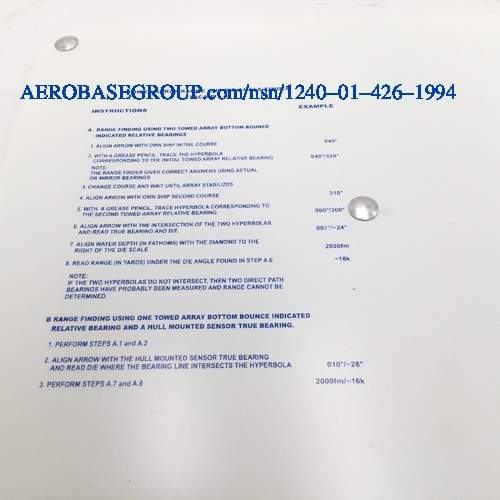 AEROBASEGROUP.com/nsn/1240-01-426-1994
INSTRUCTIONS EXAMPLE
A. RANGE FINDING USING TWO TOWED ARRAY BOTTOM BOUNCE
INDICATED RELATIVE BEARINGS
1. ALIGN ARROW WITH OWN SHIP INITIAL COURSE 040°
2. WITH A GREASE PENCIL, TRACE THE HYPERBOLA
CORRESPONDING TO THE INITIAL TOWED ARRAY RELATIVE BEARING 040°/320°
NOTE:
THE RANGE FINDER GIVES CORRECT ANSWERS USING ACTUAL
OR MIRROR BEARINGS
3. CHANGE COURSE AND WAIT UNTIL ARRAY STABILIZES
4. ALIGN ARROW WITH OWN SHIP SECOND COURSE 310°
5. WITH A GREASE PENCIL, TRACE HYPERBOLA CORRESPONDING TO
THE SECOND TOWED ARRAY RELATIVE BEARING 060°/300°
6. ALIGN ARROW WITH THE INTERSECTION OF THE TWO HYPERBOLAS
AND READ TRUE BEARING AND D/E. 007°/-24°
7. ALIGN WATER DEPTH (IN FATHOMS) WITH THE DIAMOND TO THE
RIGHT OF THE D/E SCALE 2000fm
8. READ RANGE (IN YARDS) UNDER THE D/E ANGLE FOUND IN STEP A.6 ~18k
NOTE:
IF THE TWO HYPERBOLAS DO NOT INTERSECT, THEN TWO DIRECT PATH
BEARINGS HAVE PROBABLY BEEN MEASURED AND RANGE CANNOT BE
DETERMINED.
B RANGE FINDING USING ONE TOWED ARRAY BOTTOM BOUNCE INDICATED
RELATIVE BEARING AND A HULL MOUNTED SENSOR TRUE BEARING.
1. PERFORM STEPS A.1 and A.2
2. ALIGN ARROW WITH THE HULL MOUNTED SENSOR TRUE BEARING
AND READ D/E WHERE THE BEARING LINE INTERSECTS THE HYPERBOLA 010°/-28°
3. PERFORM STEPS A.7 and A.8 2000fm/~16k